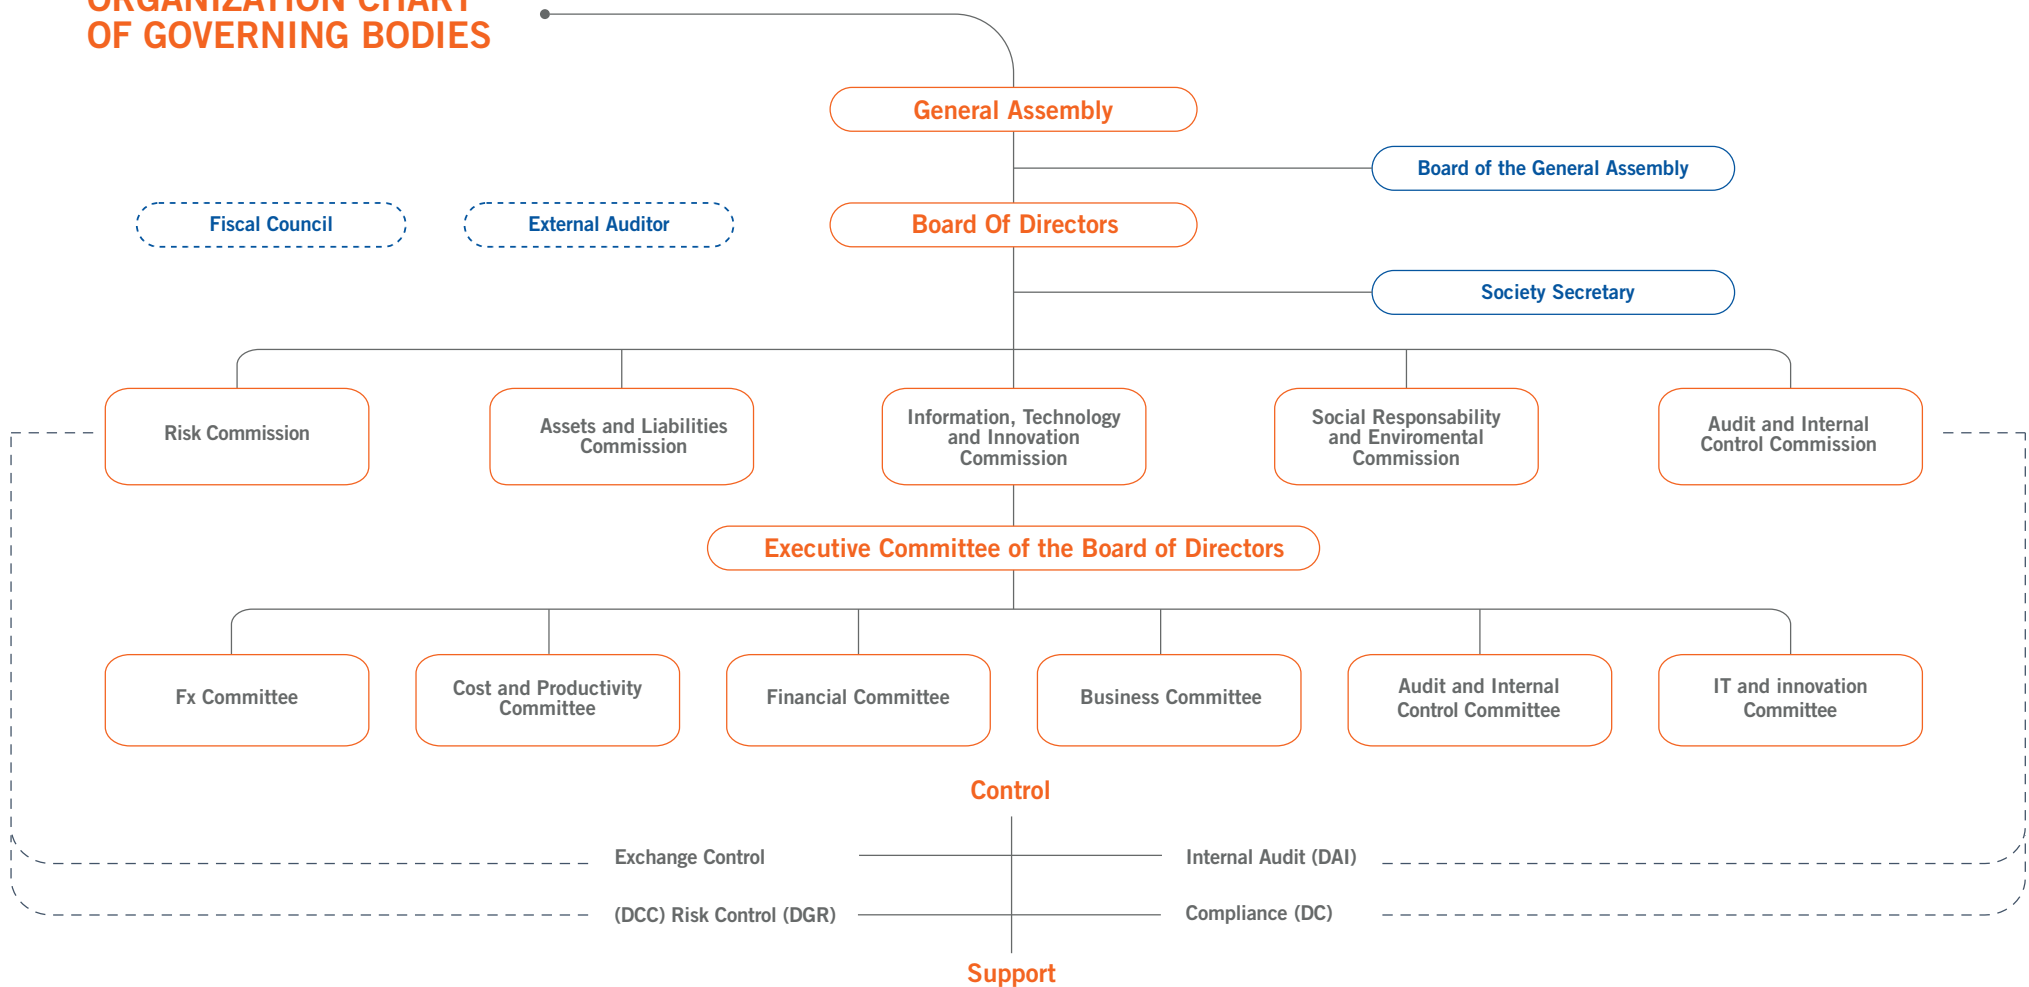 ORGANIZATION CHART
OF GOVERNING BODIES
General Assembly
Board of the General Assembly
Fiscal Council
External Auditor
Board Of Directors
Society Secretary
Risk Commission
Assets and Liabilities
Commission
Information, Technology
and Innovation
Commission
Social Responsability
and Enviromental
Commission
Audit and Internal
Control Commission
Executive Committee of the Board of Directors
Fx Committee
Cost and Productivity
Committee
Financial Committee
Business Committee
Audit and Internal
Control Committee
IT and innovation
Committee
Control
Exchange Control
Internal Audit (DAI)
(DCC) Risk Control (DGR)
Compliance (DC)
Support